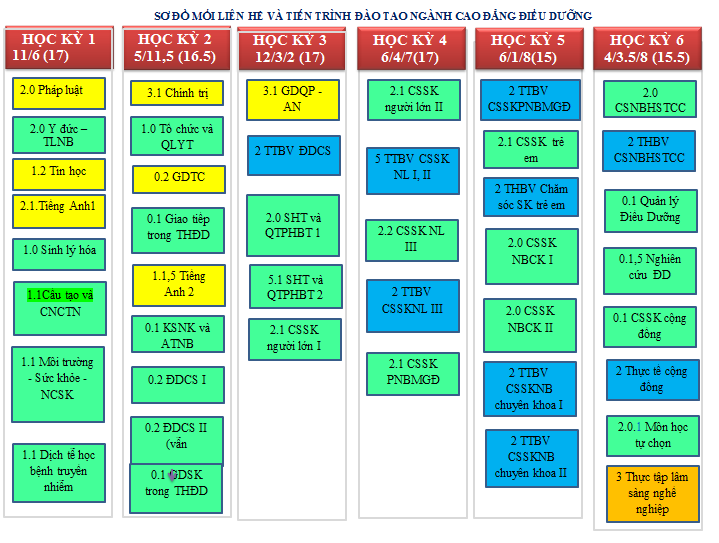 SƠ ĐỒ MỐI LIÊN HỆ VÀ TIẾN TRÌNH ĐÀO TẠO NGÀNH CAO ĐẲNG ĐIỀU DƯỠNG
HỌC KỲ 1
11/6 (17)
2.0 Pháp luật
2.0 Y đức –
TLNB
1.2 Tin học
2.1.Tiếng Anh1
1.0 Sinh lý hóa
1.1Cấu tạo và
CNCTN
1.1 Môi trường
- Sức khỏe -
NCSK
1.1 Dịch tễ học
bệnh truyền
nhiễm
HỌC KỲ 2
5/11,5 (16.5)
3.1 Chính trị
1.0 Tổ chức và
QLYT
0.2 GDTC
0.1 Giao tiếp
trong THĐD
1.1,5 Tiếng
Anh 2
0.1 KSNK và
ATNB
0.2 ĐDCS I
0.2 ĐDCS II
(vấn
0.1 GDSK
trong THĐD
HỌC KỲ 3
12/3/2 (17)
3.1 GDQP -
AN
2 TTBV ĐDCS
2.0 SHT và
QTPHBT 1
5.1 SHT và
QTPHBT 2
2.1 CSSK
người lớn I
HỌC KỲ 4
6/4/7(17)
2.1 CSSK
người lớn II
5 TTBV CSSK
NL I, II
2.2 CSSK NL
III
2 TTBV
CSSKNL III
2.1 CSSK
PNBMGĐ
HỌC KỲ 5
6/1/8(15)
2 TTBV
CSSKPNBMGĐ
2.1 CSSK trẻ
em
2 THBV Chăm
sóc SK trẻ em
2.0 CSSK
NBCK I
2.0 CSSK
NBCK II
2 TTBV
CSSKNB
chuyên khoa I
2 TTBV
CSSKNB
chuyên khoa II
HỌC KỲ 6
4/3.5/8 (15.5)
2.0
CSNBHSTCC
2 THBV
CSNBHSTCC
0.1 Quản lý
Điều Dưỡng
0.1,5 Nghiên
cứu ĐD
0.1 CSSK cộng
đồng
2 Thực tế cộng
đồng
2.0.1 Môn học
tự chọn
3 Thực tập lâm
sàng nghề
nghiệp